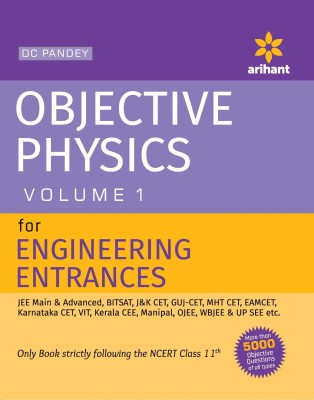 DC PANDEY
arihant
OBJECTIVE
PHYSICS
VOLUME 1
for
ENGINEERING
ENTRANCES
JEE Main & Advanced, BITSAT, J&K CET, GUJ-CET, MHT CET, EAMCET,
Karnataka CET, VIT, Kerala CEE, Manipal, OJEE, WBJEE & UP SEE etc.
Only Book strictly following the NCERT Class 11th
More than
5000
Objective
Questions
of all types